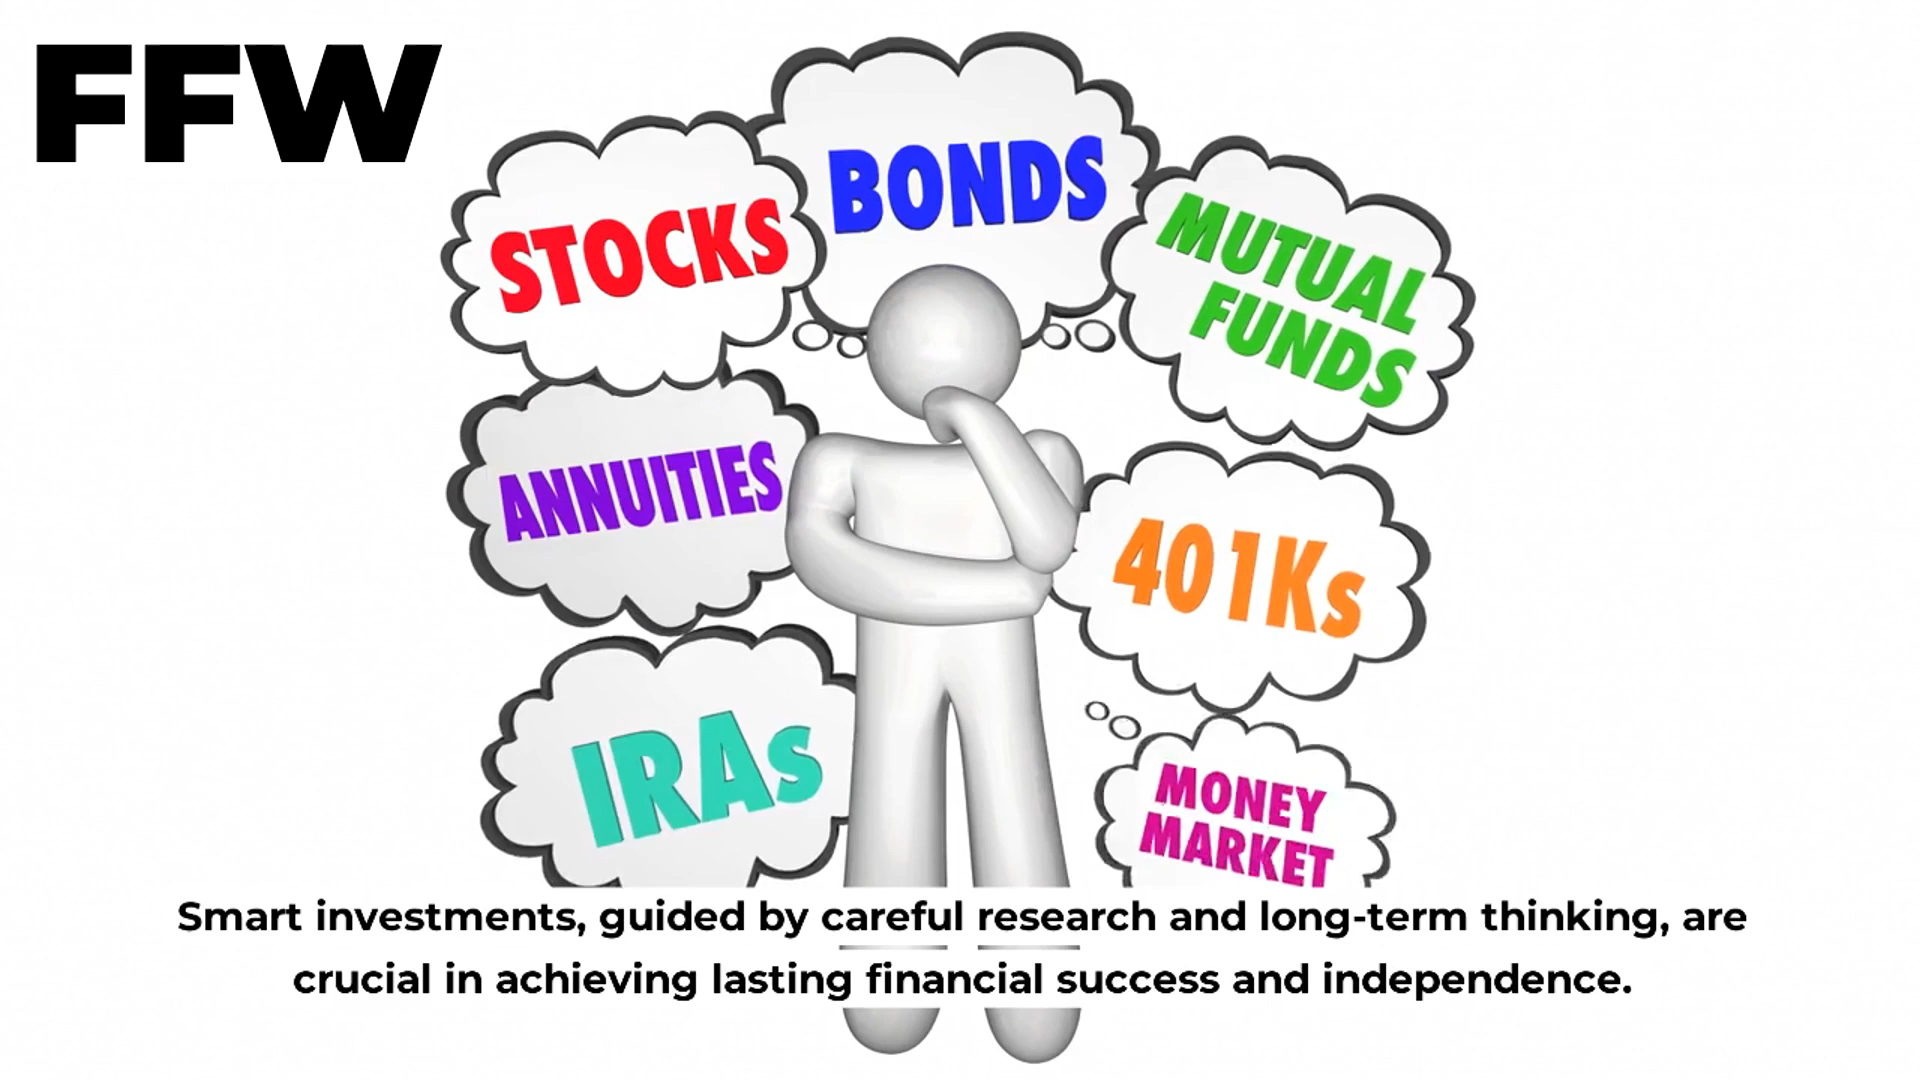 FFW
BONDS
STOCKS
MUTUAL
FUNDS
ANNUITIES
401Ks
IRAs
MONEY
MARKET
Smart investments, guided by careful research and long-term thinking, are
crucial in achieving lasting financial success and independence.